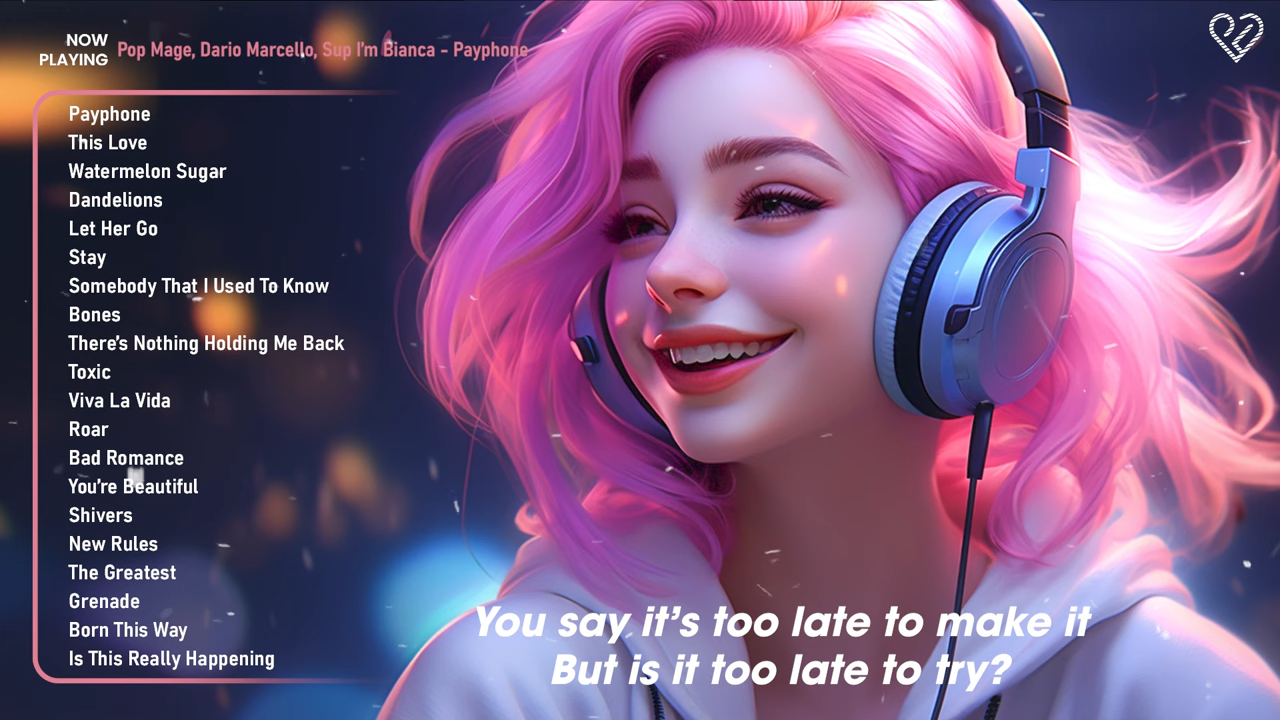 NOW
PLAYING
Pop Mage, Dario Marcello, Sup I'm Bianca - Payphone
Payphone
This Love
Watermelon Sugar
Dandelions
Let Her Go
Stay
Somebody That I Used To Know
Bones
There's Nothing Holding Me Back
Toxic
Viva La Vida
Roar
Bad Romance
You're Beautiful
Shivers
New Rules
The Greatest
Grenade
Born This Way
Is This Really Happening
You say it's too late to make it
But is it too late to try?